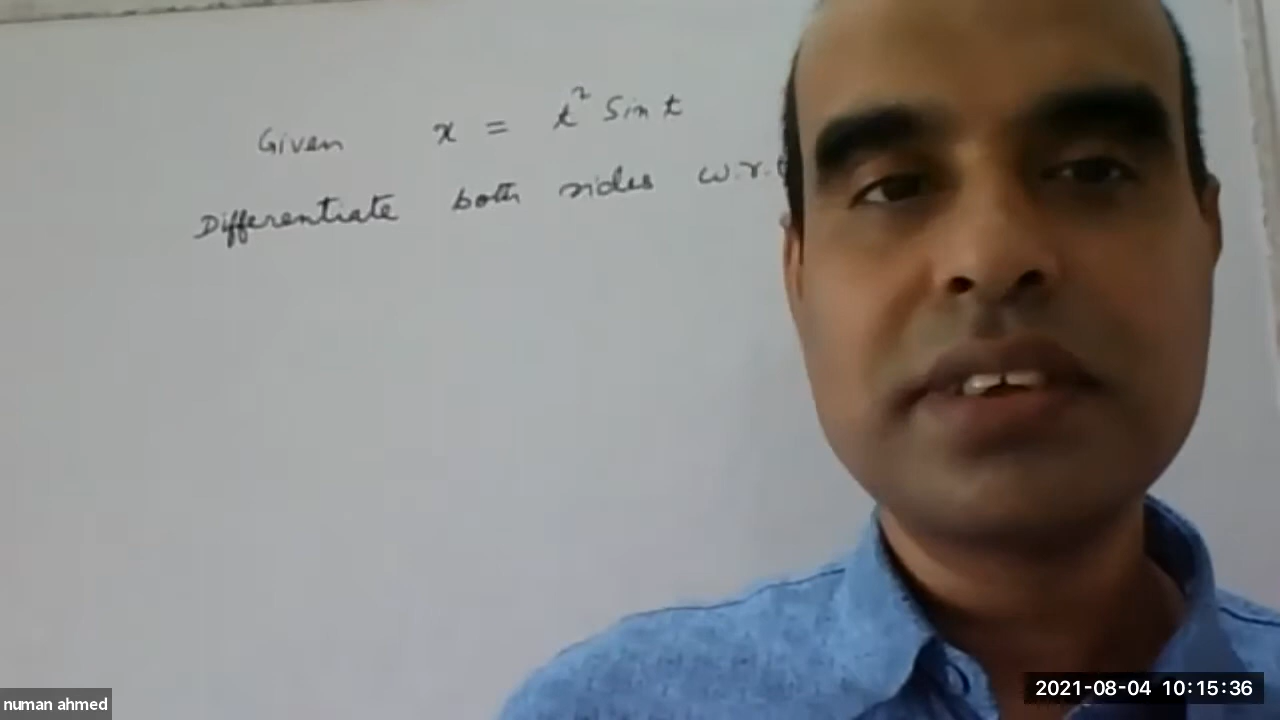 Given x = t² Sin t
Differentiate both sides w.r.t
numan ahmed
2021-08-04 10:15:36